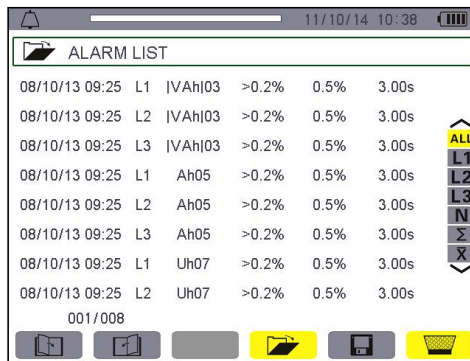 11/10/14 10:38
ALARM LIST
08/10/13 09:25 L1 |VAh|03 >0.2% 0.5% 3.00s
08/10/13 09:25 L2 |VAh|03 >0.2% 0.5% 3.00s
08/10/13 09:25 L3 |VAh|03 >0.2% 0.5% 3.00s
08/10/13 09:25 L1 Ah05 >0.2% 0.5% 3.00s
08/10/13 09:25 L2 Ah05 >0.2% 0.5% 3.00s
08/10/13 09:25 L3 Ah05 >0.2% 0.5% 3.00s
08/10/13 09:25 L1 Uh07 >0.2% 0.5% 3.00s
08/10/13 09:25 L2 Uh07 >0.2% 0.5% 3.00s
001/008
ALL
L1
L2
L3
N
Σ
X̄